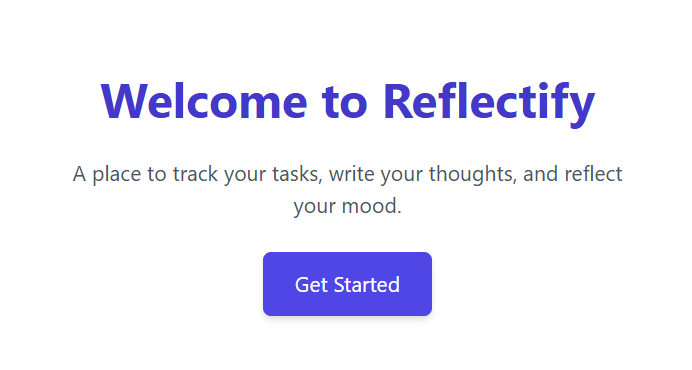 Welcome to Reflectify
A place to track your tasks, write your thoughts, and reflect
your mood.
Get Started